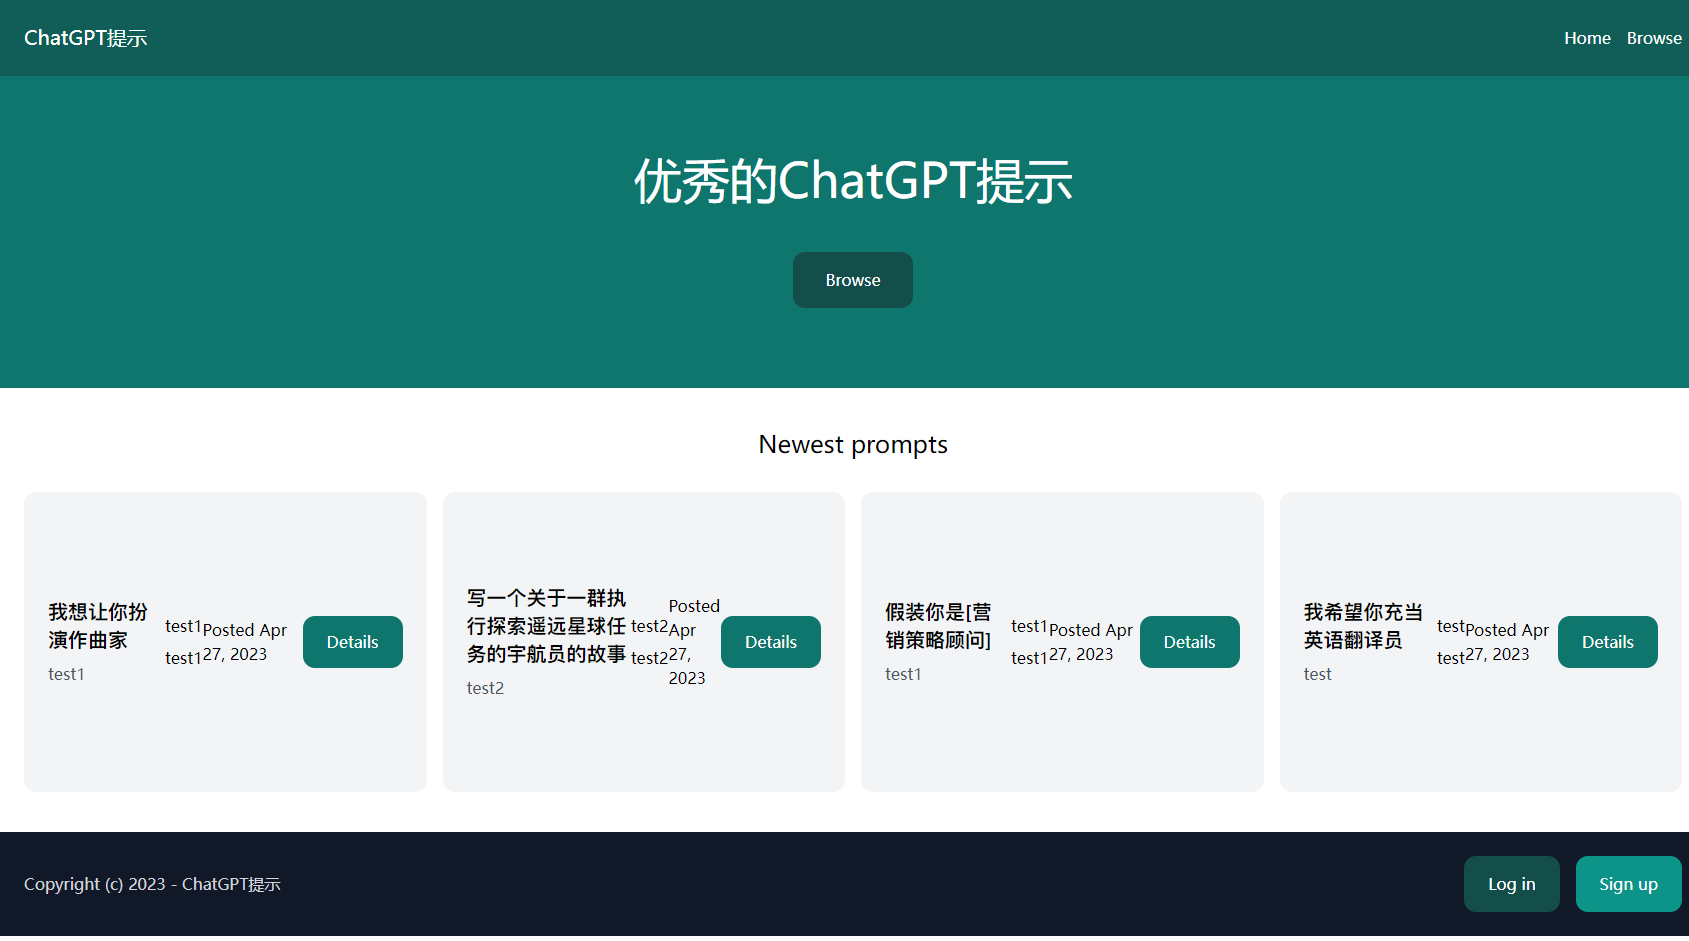 ChatGPT提示
Home Browse
优秀的ChatGPT提示
Browse
Newest prompts
我想让你扮
演作曲家
test1
test1
test1
Posted Apr
27, 2023
Details
写一个关于一群执
行探索遥远星球任
务的宇航员的故事
test2
test2
test2
Posted
Apr
27,
2023
Details
假装你是[营
销策略顾问]
test1
test1
test1
Posted Apr
27, 2023
Details
我希望你充当
英语翻译员
test
test
test
Posted Apr
27, 2023
Details
Copyright (c) 2023 - ChatGPT提示
Log in
Sign up